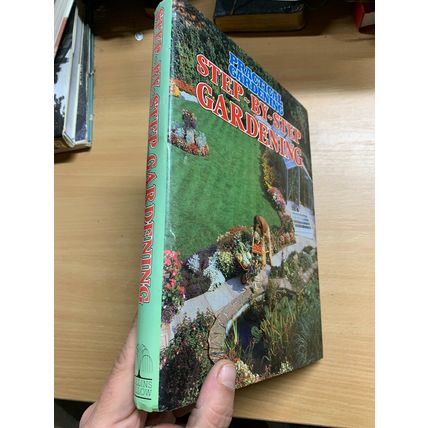 PRACTICAL
GARDENING
STEP-BY-STEP
GARDENING
STEP-BY-STEP GARDENING